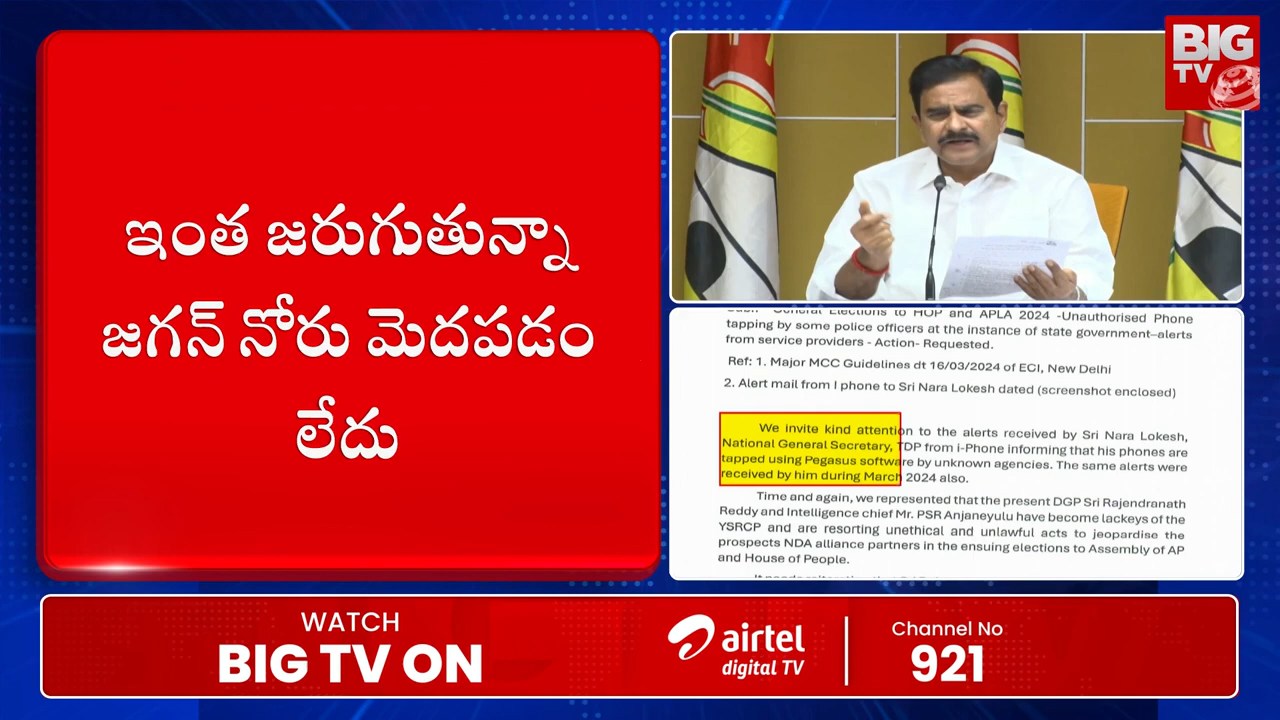 BIG
TV
ఇంత జరుగుతున్నా
జగన్ నోరు మెదపడం
లేదు
General Elections to HOP and APLA 2024 -Unauthorised Phone
tapping by some police officers at the instance of state government–alerts
from service providers - Action- Requested.
Ref: 1. Major MCC Guidelines dt 16/03/2024 of ECI, New Delhi
2. Alert mail from I phone to Sri Nara Lokesh dated (screenshot enclosed)
We invite kind attention to the alerts received by Sri Nara Lokesh,
National General Secretary, TDP from i-Phone informing that his phones are
tapped using Pegasus software by unknown agencies. The same alerts were
received by him during March 2024 also.
Time and again, we represented that the present DGP Sri Rajendranath
Reddy and Intelligence chief Mr. PSR Anjaneyulu have become lackeys of the
YSRCP and are resorting unethical and unlawful acts to jeopardise the
prospects NDA alliance partners in the ensuing elections to Assembly of AP
and House of People.
WATCH
BIG TV ON
airtel
digital TV
Channel No
921